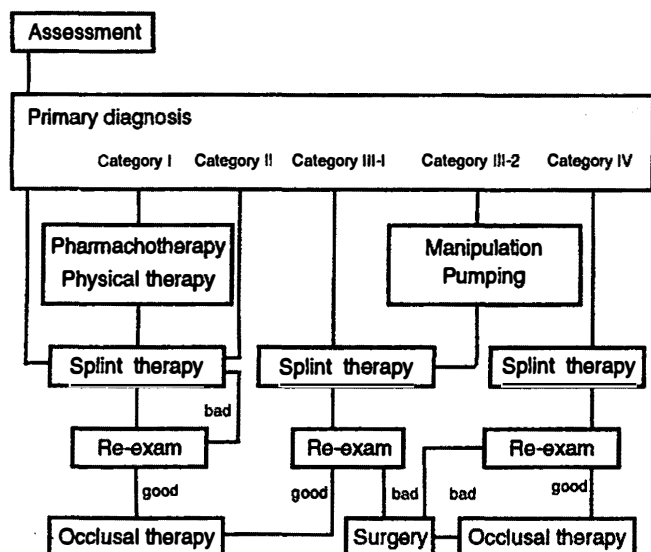 Assessment
Primary diagnosis
Category I Category II Category III-I Category III-2 Category IV
Pharmachotherapy
Physical therapy
Manipulation
Pumping
Splint therapy Splint therapy Splint therapy
bad
Re-exam Re-exam Re-exam
good good bad bad good
Occlusal therapy Surgery Occlusal therapy